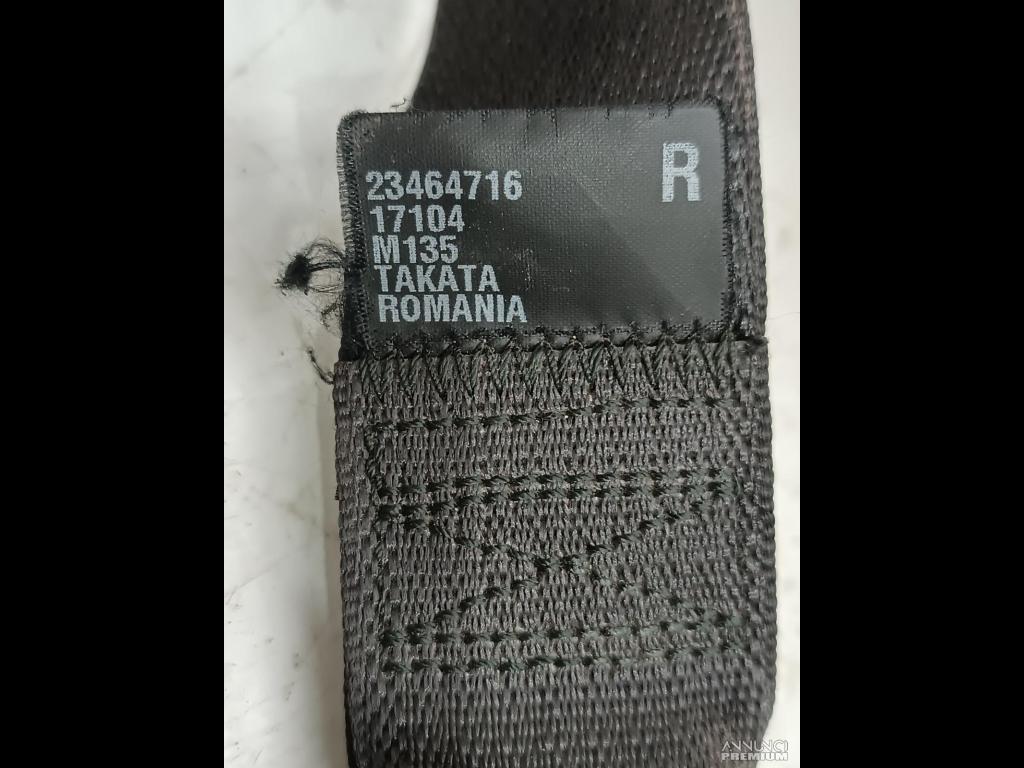 R
23464716
17104
M135
TAKATA
ROMANIA
ANNUNCI
PREMIUM